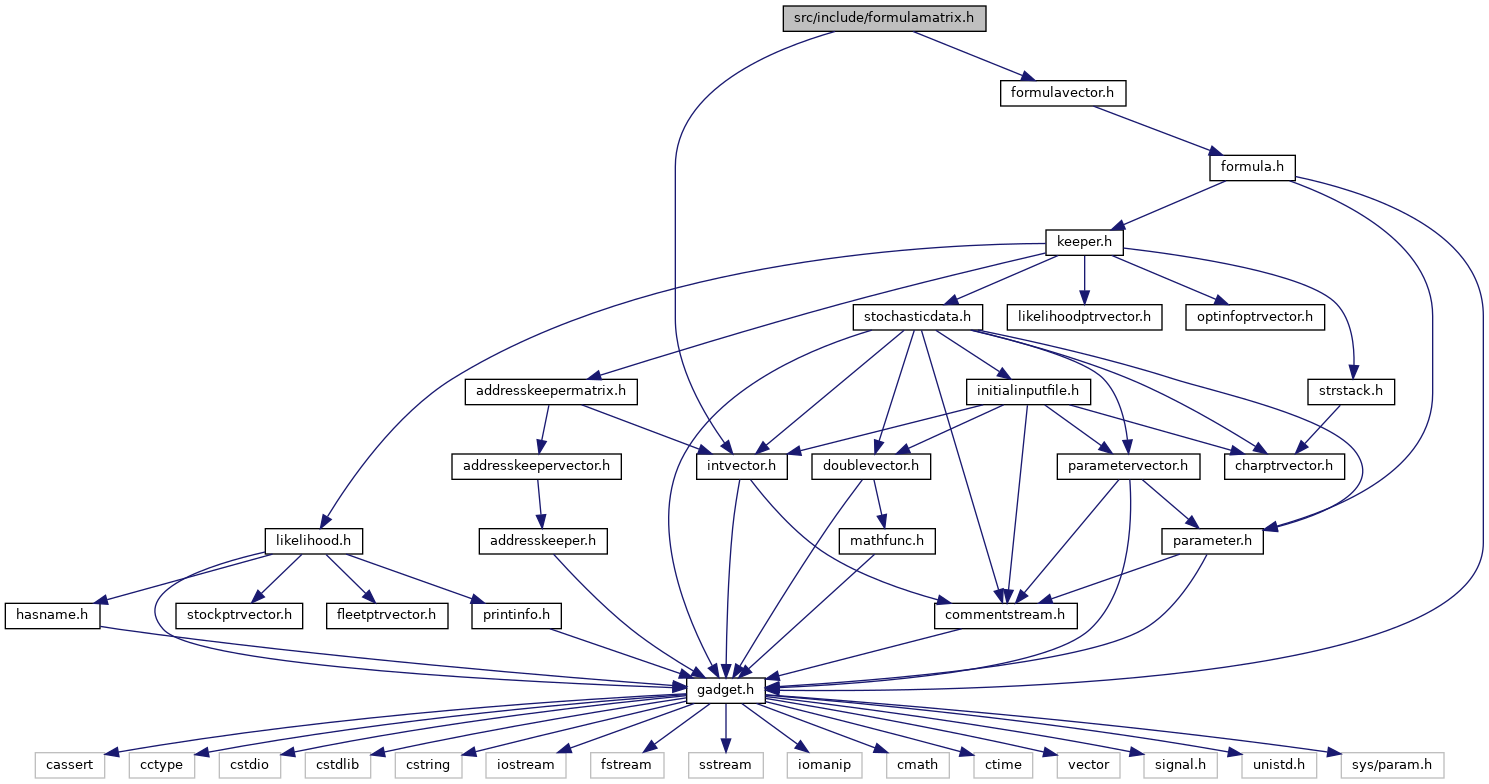 src/include/formulamatrix.h
formulavector.h
formula.h
keeper.h
stochasticdata.h
likelihoodptrvector.h
optinfoptrvector.h
addresskeepermatrix.h
initialinputfile.h
strstack.h
addresskeepervector.h
intvector.h
doublevector.h
parametervector.h
charptrvector.h
likelihood.h
addresskeeper.h
mathfunc.h
parameter.h
hasname.h
stockptrvector.h
fleetptrvector.h
printinfo.h
commentstream.h
gadget.h
cassert
cctype
cstdio
cstdlib
cstring
iostream
fstream
sstream
iomanip
cmath
ctime
vector
signal.h
unistd.h
sys/param.h